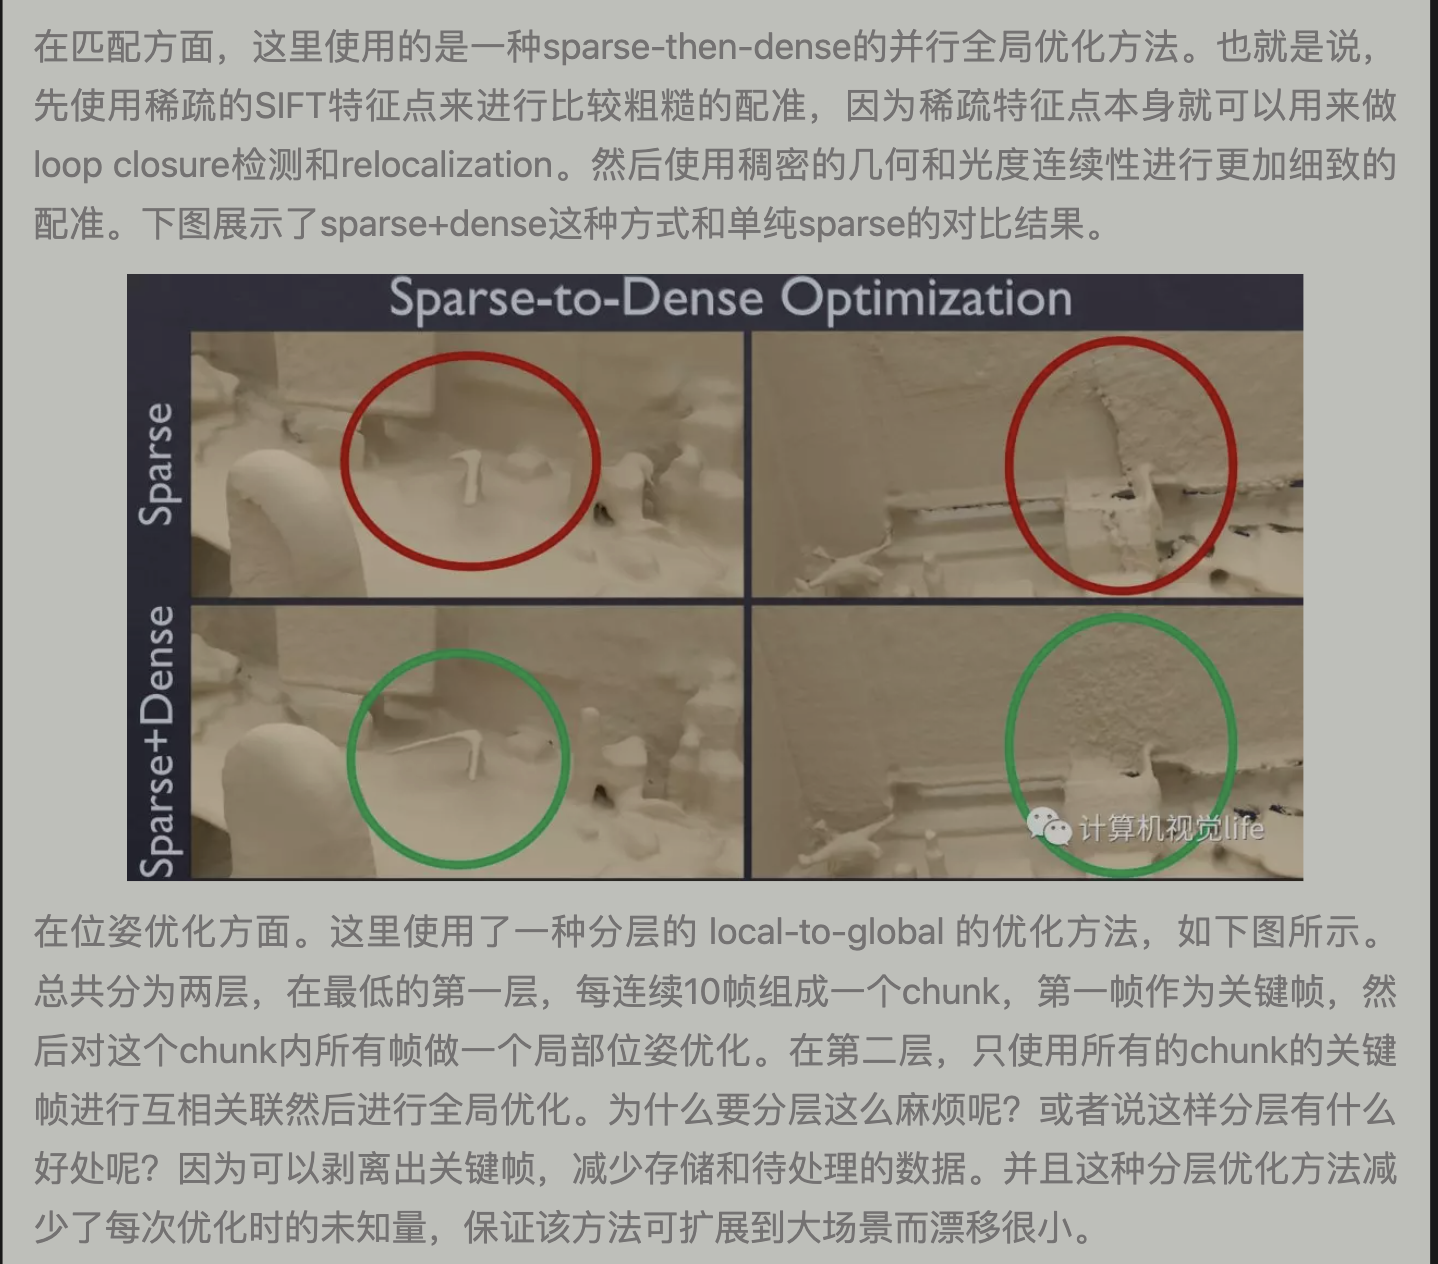 在匹配方面，这里使用的是一种sparse-then-dense的并行全局优化方法。也就是说，
先使用稀疏的SIFT特征点来进行比较粗糙的配准，因为稀疏特征点本身就可以用来做
loop closure检测和relocalization。然后使用稠密的几何和光度连续性进行更加细致的
配准。下图展示了sparse+dense这种方式和单纯sparse的对比结果。
Sparse-to-Dense Optimization
Sparse
Sparse+Dense
计算机视觉life
在位姿优化方面。这里使用了一种分层的 local-to-global 的优化方法，如下图所示。
总共分为两层，在最低的第一层，每连续10帧组成一个chunk，第一帧作为关键帧，然
后对这个chunk内所有帧做一个局部位姿优化。在第二层，只使用所有的chunk的关键
帧进行互相关联然后进行全局优化。为什么要分层这么麻烦呢？或者说这样分层有什么
好处呢？因为可以剥离出关键帧，减少存储和待处理的数据。并且这种分层优化方法减
少了每次优化时的未知量，保证该方法可扩展到大场景而漂移很小。